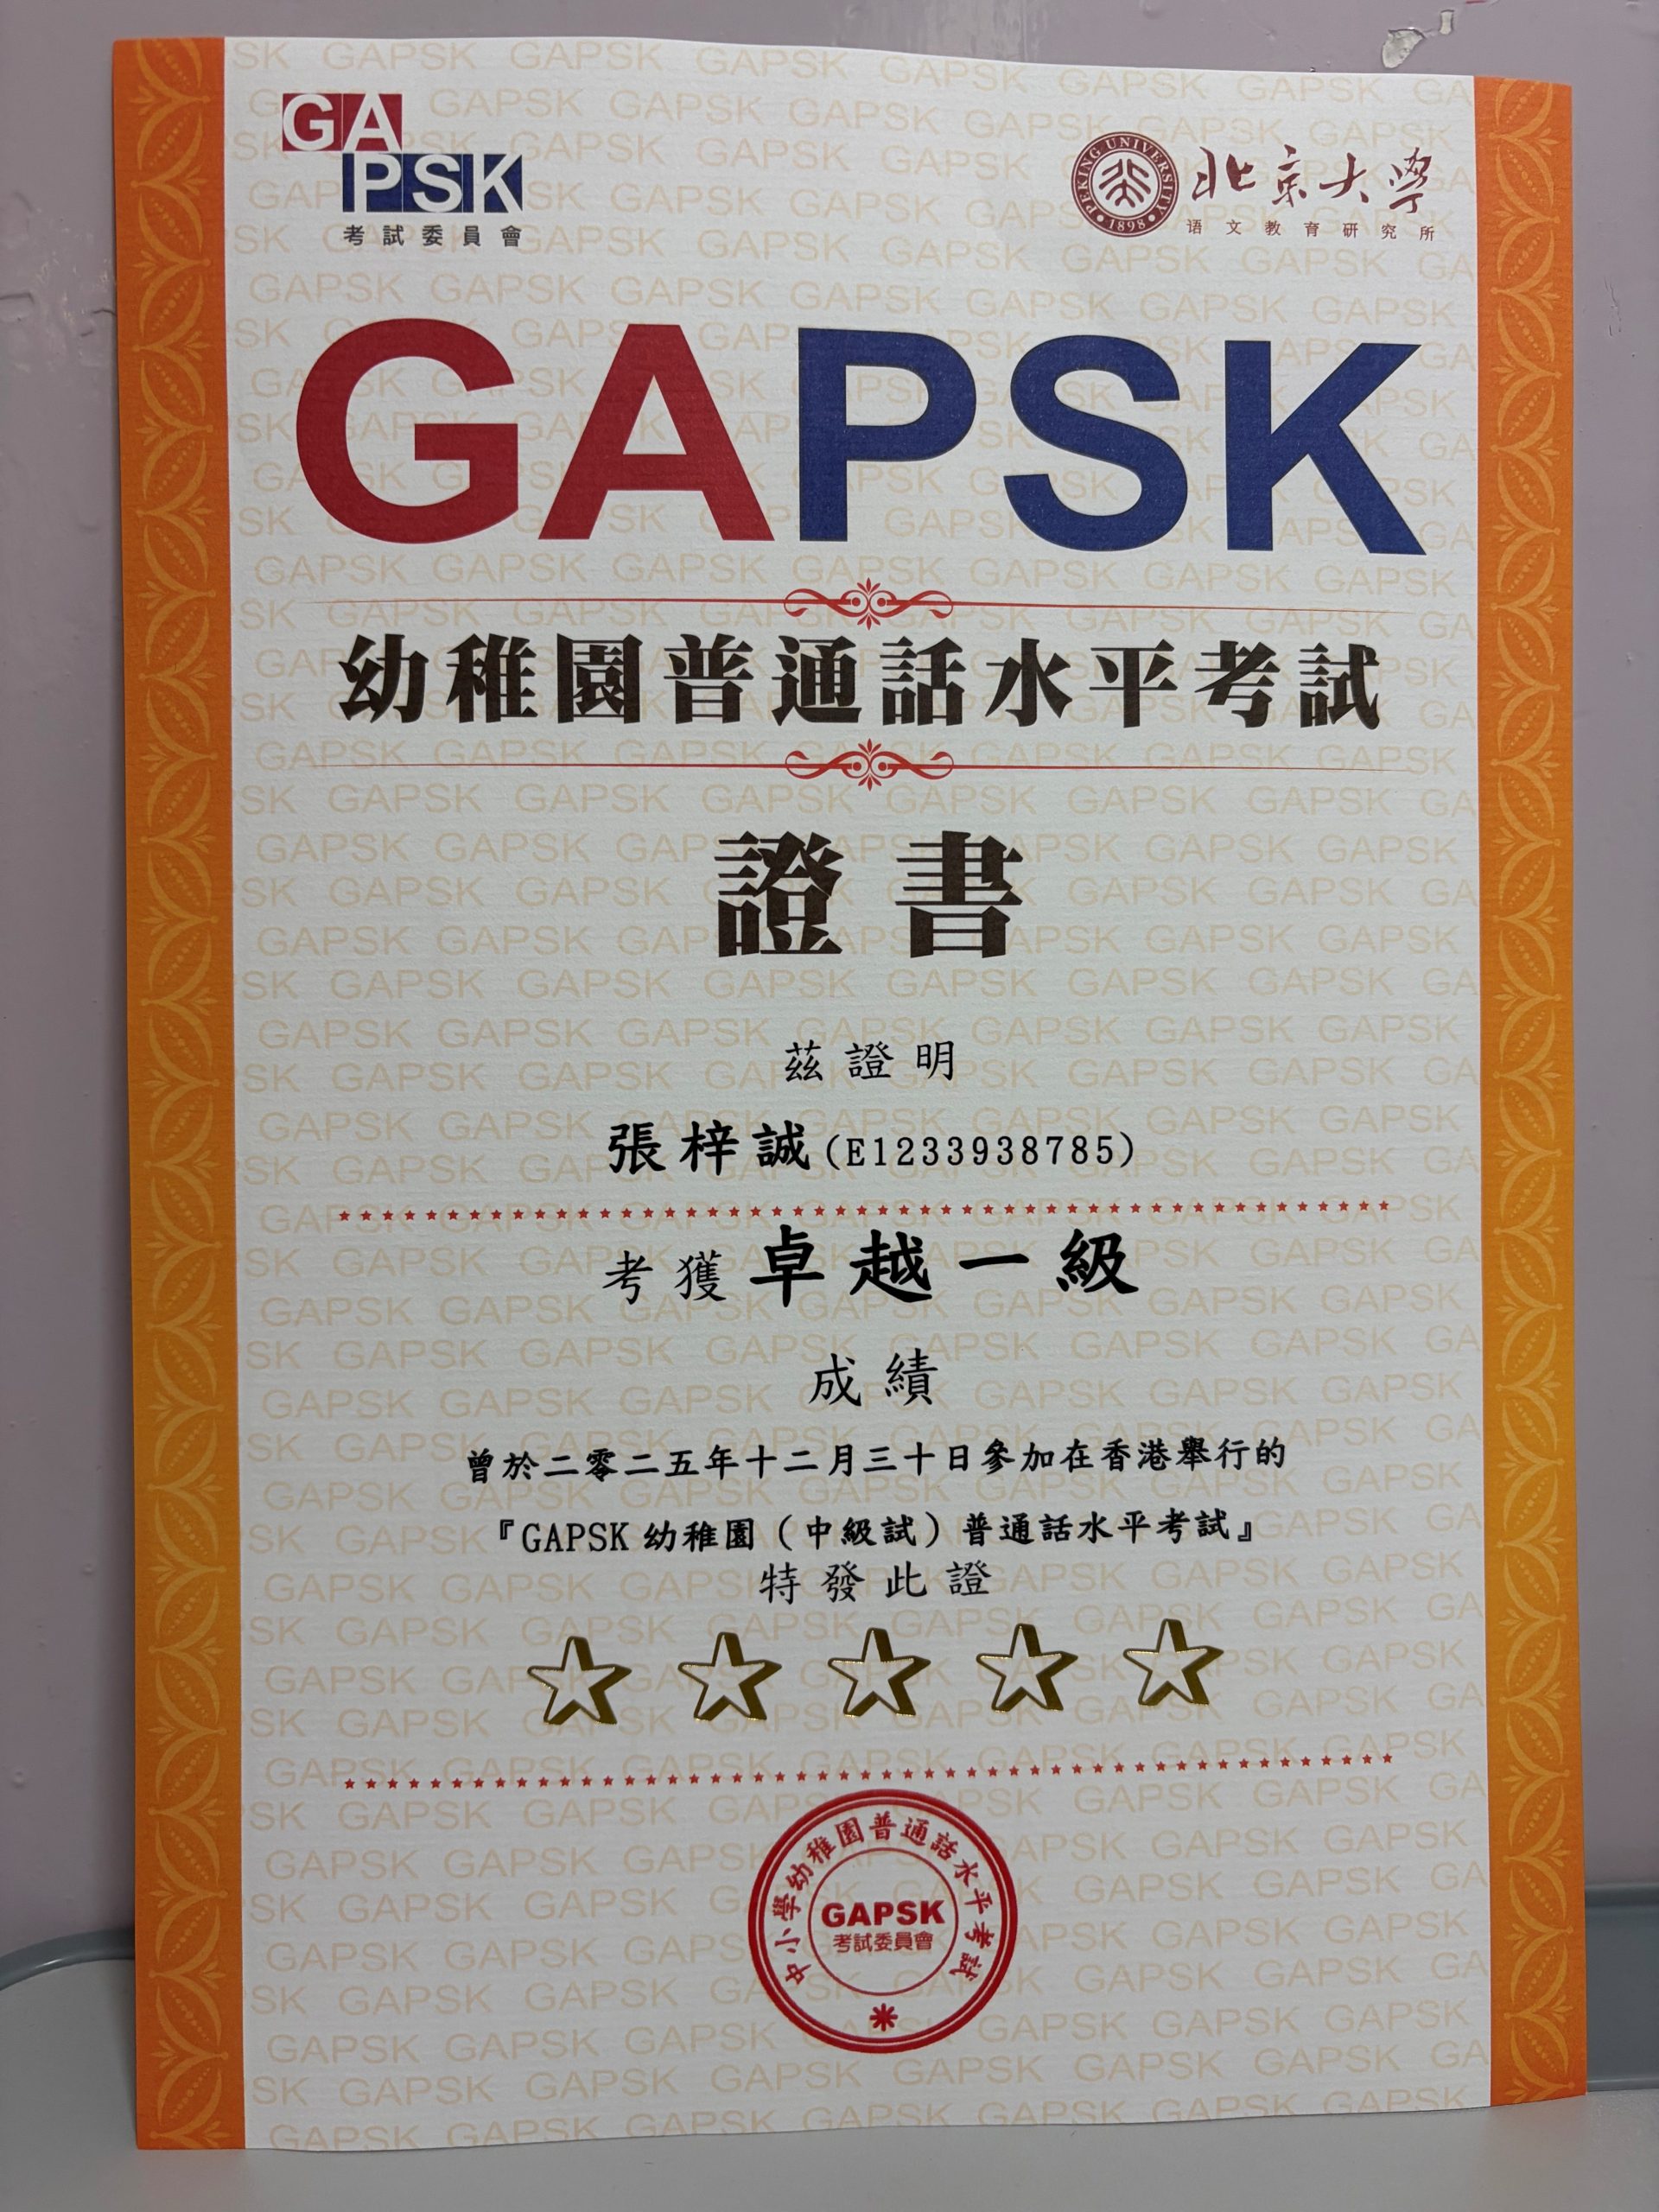 GA
PSK
考試委員會
PEKING UNIVERSITY
1898
北京大學
语文教育研究所
GAPSK
幼稚園普通話水平考試
證書
茲證明
張梓誠(E1233938785)
考獲卓越一級
成績
曾於二零二五年十二月三十日參加在香港舉行的
『GAPSK 幼稚園（中級試）普通話水平考試』
特發此證
中小學幼稚園普通話水平考試
GAPSK
考試委員會